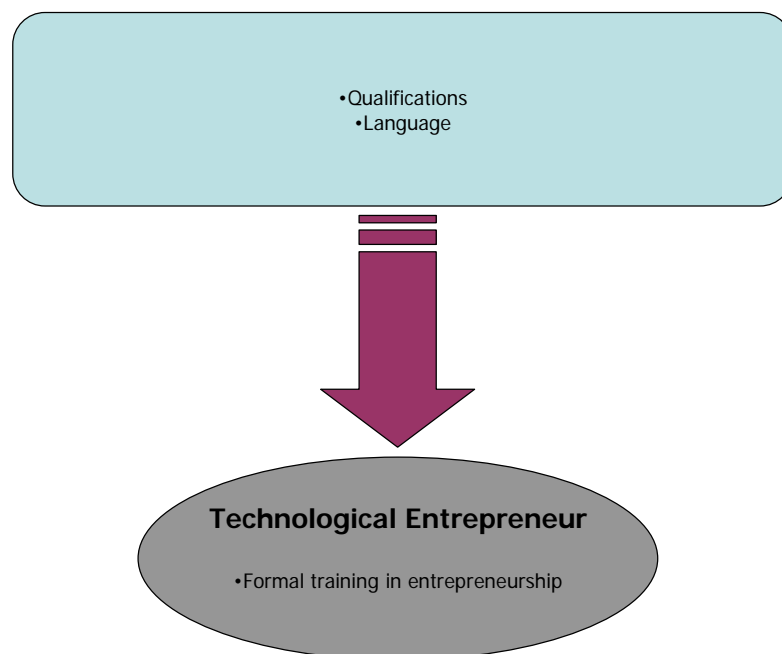 •Qualifications
•Language
Technological Entrepreneur
•Formal training in entrepreneurship